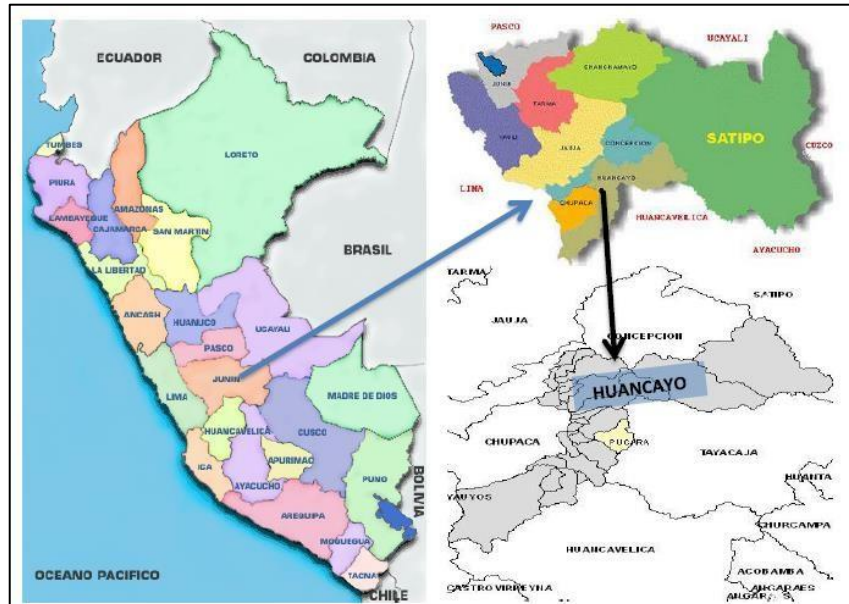 ECUADOR
COLOMBIA
TUMBES
PIURA
LORETO
LAMBAYEQUE
AMAZONAS
CAJAMARCA
SAN MARTIN
LA LIBERTAD
BRASIL
ANCASH
HUANUCO
UCAYALI
PASCO
JUNIN
LIMA
MADRE DE DIOS
HUANCAVELICA
CUSCO
ICA
APURIMAC
AYACUCHO
PUNO
BOLIVIA
AREQUIPA
MOQUEGUA
TACNA
OCEANO PACIFICO
CHILE
PASCO
UCAYALI
CHANCHAMAYO
JUNIN
TARMA
YAULI
JAUJA
CONCEPCION
SATIPO
CUZCO
HUANCAYO
LIMA
CHUPACA
HUANCAVELICA
AYACUCHO
TARMA
SATIPO
JAUJA
CONCEPCION
HUANCAYO
CHUPACA
PUCARA
TAYACAJA
HUANTA
YAUYOS
CHURCAMPA
HUANCAVELICA
ACOBAMBA
CASTROVIRREYNA
ANGARAES